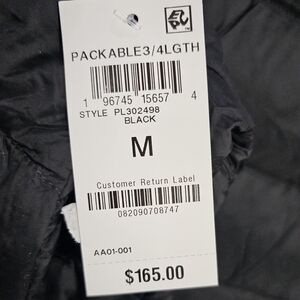 PACKABLE3/4LGTH
1 96745 15657 4
STYLE PL302498
BLACK
M
Customer Return Label
082090708747
AA01-001
$165.00